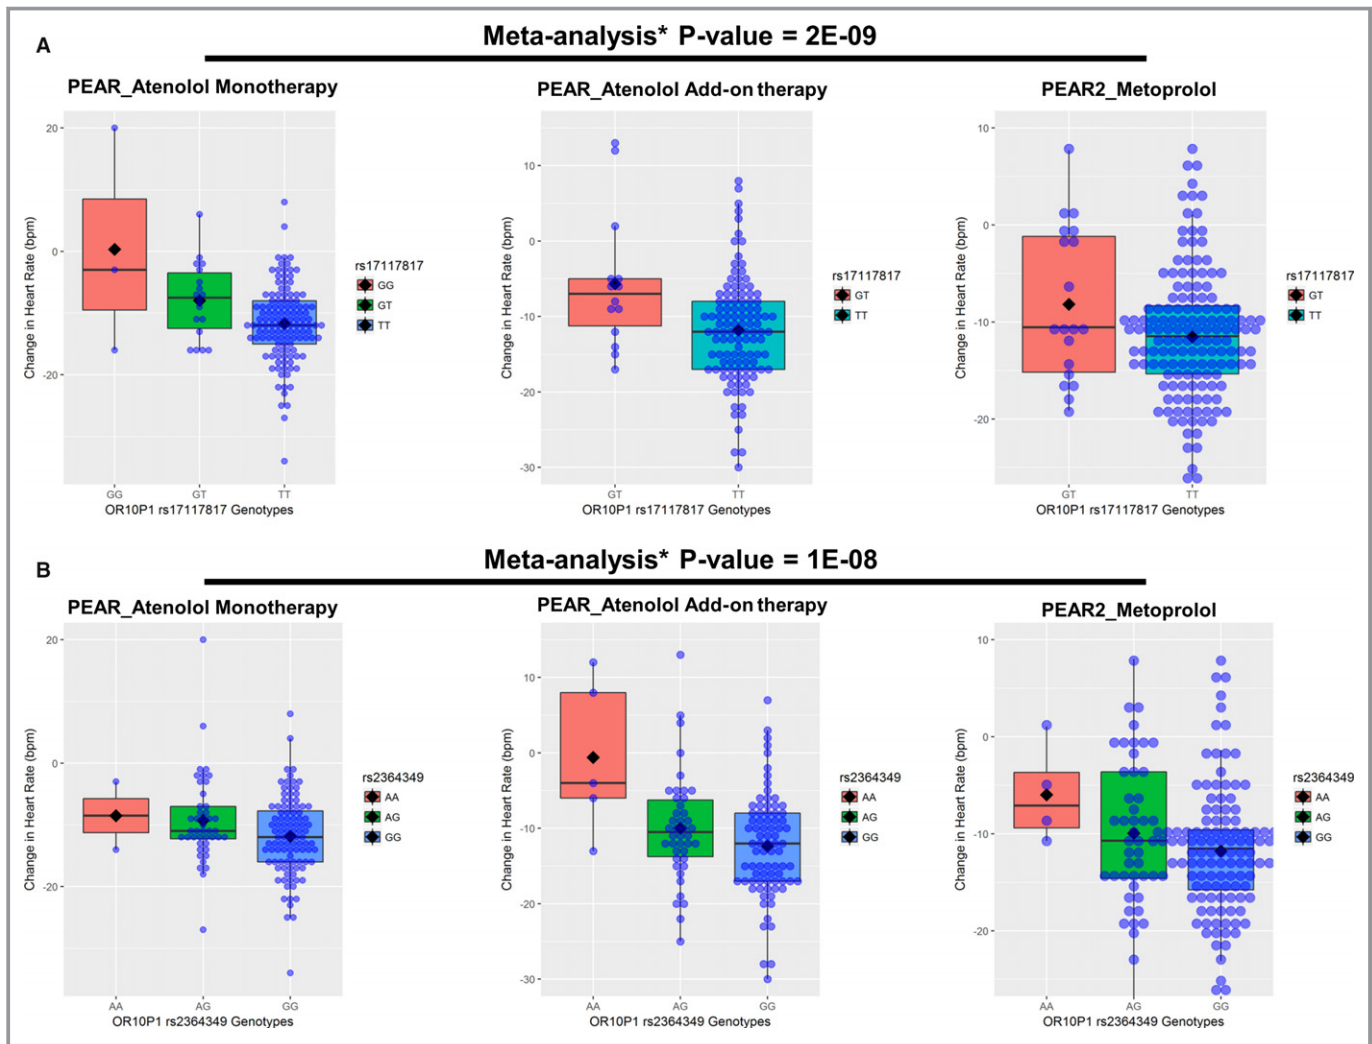 A
Meta-analysis* P-value = 2E-09
PEAR_Atenolol Monotherapy
20
0
-20
Change in Heart Rate (bpm)
GG
GT
TT
OR10P1 rs17117817 Genotypes
rs17117817
GG
GT
TT
PEAR_Atenolol Add-on therapy
10
0
-10
-20
-30
Change in Heart Rate (bpm)
GT
TT
OR10P1 rs17117817 Genotypes
rs17117817
GT
TT
PEAR2_Metoprolol
10
0
-10
-20
Change in Heart Rate (bpm)
GT
TT
OR10P1 rs17117817 Genotypes
rs17117817
GT
TT
B
Meta-analysis* P-value = 1E-08
PEAR_Atenolol Monotherapy
20
0
-20
Change in Heart Rate (bpm)
AA
AG
GG
OR10P1 rs2364349 Genotypes
rs2364349
AA
AG
GG
PEAR_Atenolol Add-on therapy
10
0
-10
-20
-30
Change in Heart Rate (bpm)
AA
AG
GG
OR10P1 rs2364349 Genotypes
rs2364349
AA
AG
GG
PEAR2_Metoprolol
10
0
-10
-20
Change in Heart Rate (bpm)
AA
AG
GG
OR10P1 rs2364349 Genotypes
rs2364349
AA
AG
GG